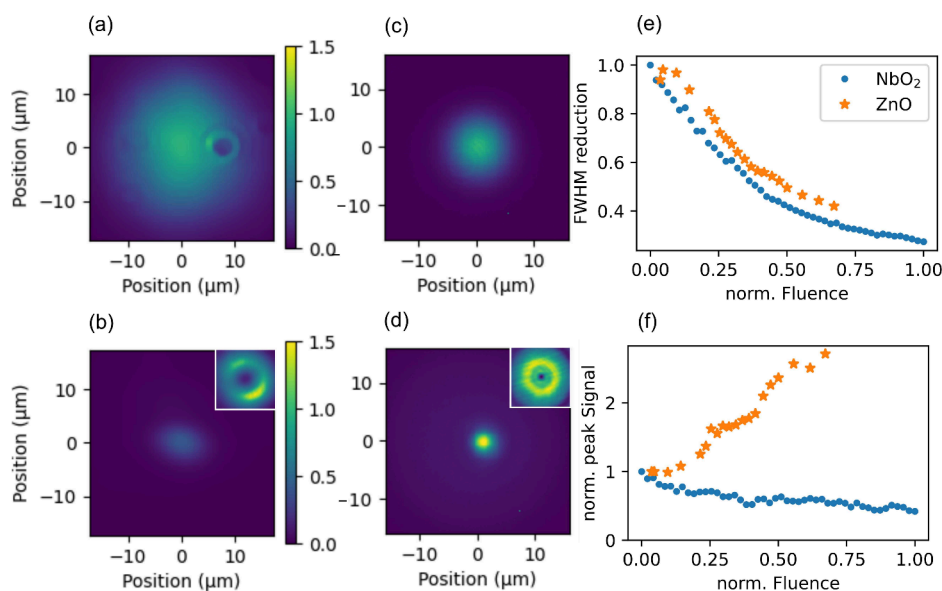 (a)
Position (μm)
10
0
−10
−10
0
10
Position (μm)
1.5
1.0
0.5
0.0
(c)
10
0
−10
−10
0
10
Position (μm)
(e)
FWHM reduction
1.0
0.8
0.6
0.4
NbO₂
ZnO
0.00
0.25
0.50
0.75
1.00
norm. Fluence
(b)
Position (μm)
10
0
−10
−10
0
10
Position (μm)
1.5
1.0
0.5
0.0
(d)
10
0
−10
−10
0
10
Position (μm)
(f)
norm. peak Signal
2
1
0
0.00
0.25
0.50
0.75
1.00
norm. Fluence